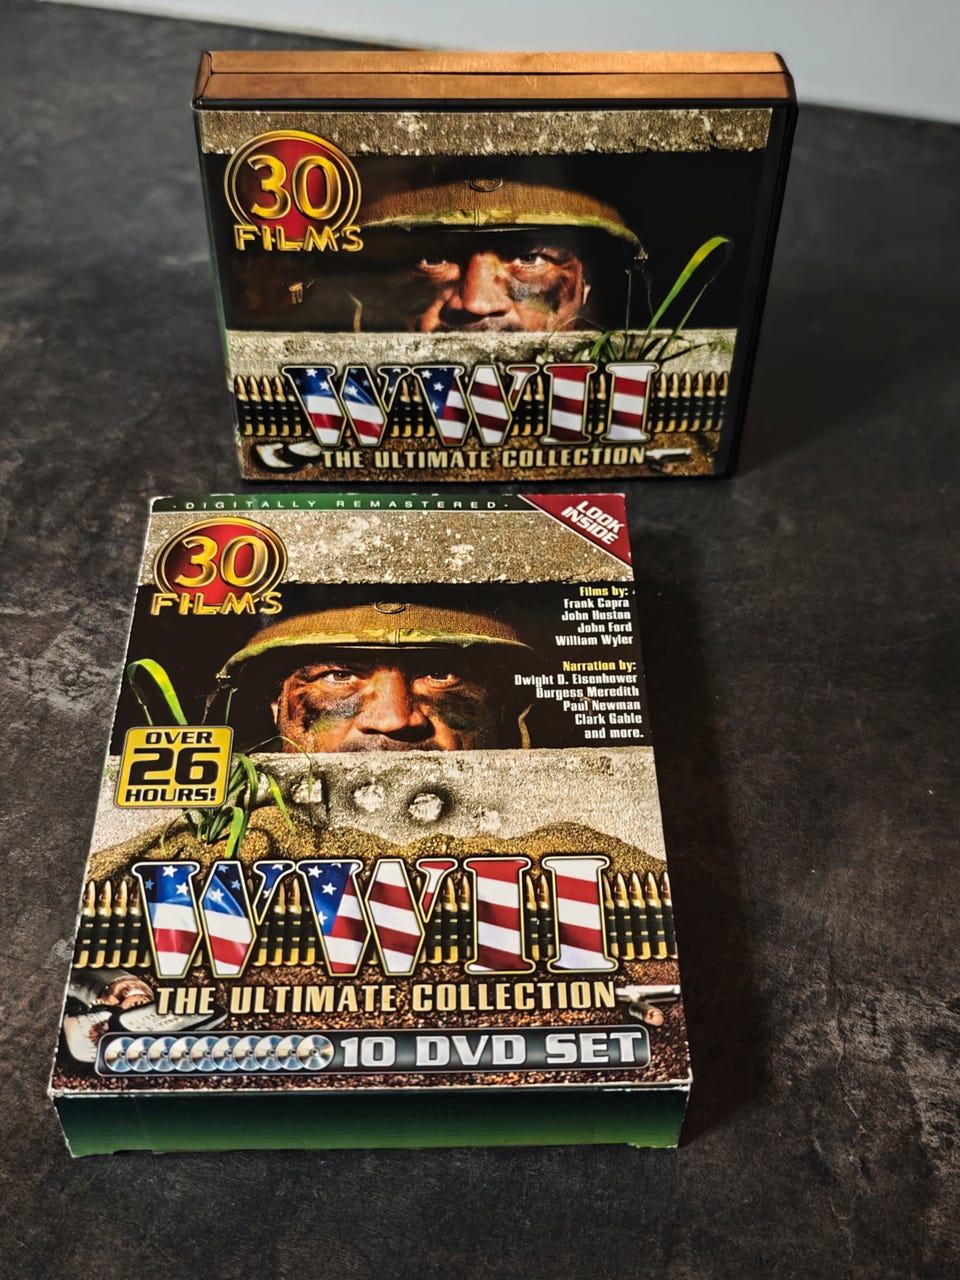 30
FILMS
WWII
THE ULTIMATE COLLECTION
·DIGITALLY REMASTERED·
LOOK
INSIDE
30
FILMS
Films by:
Frank Capra
John Huston
John Ford
William Wyler
Narration by:
Dwight D. Eisenhower
Burgess Meredith
Paul Newman
Clark Gable
and more.
OVER
26
HOURS!
WWII
THE ULTIMATE COLLECTION
10 DVD SET